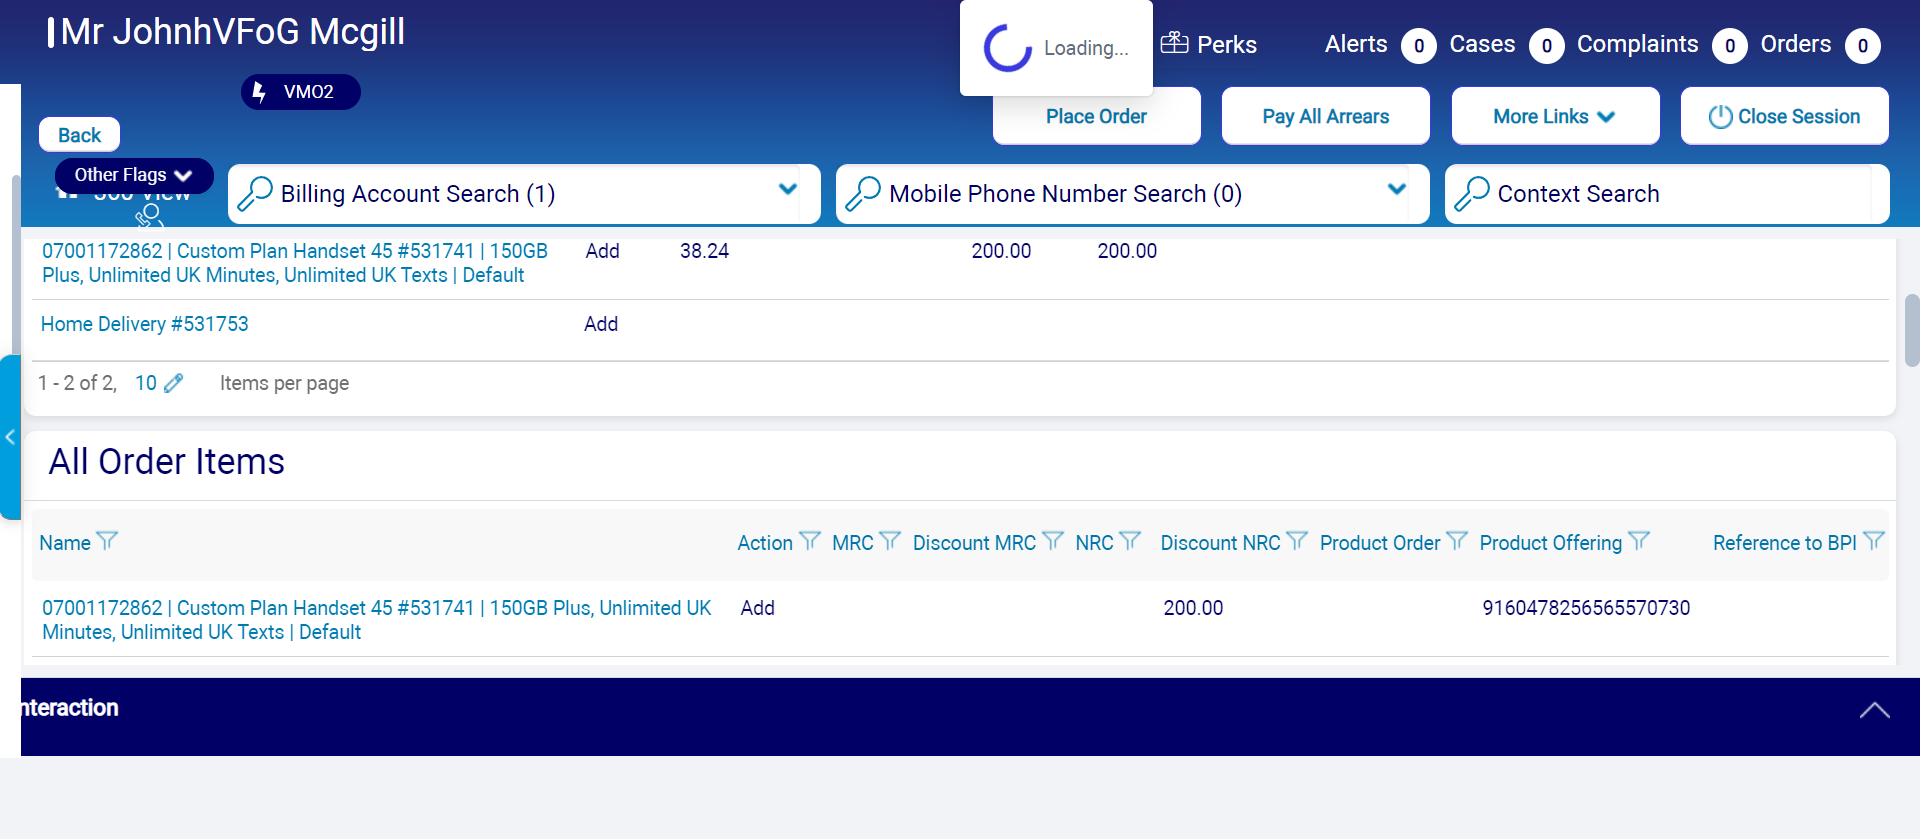 Mr JohnhVFoG Mcgill
Loading...
Perks
Alerts 0 Cases 0 Complaints 0 Orders 0
VMO2
Place Order
Pay All Arrears
More Links
Close Session
Back
Other Flags
View
Billing Account Search (1)
Mobile Phone Number Search (0)
Context Search
07001172862 | Custom Plan Handset 45 #531741 | 150GB Add 38.24 200.00 200.00
Plus, Unlimited UK Minutes, Unlimited UK Texts | Default
Home Delivery #531753 Add
1 - 2 of 2, 10 Items per page
All Order Items
Name Action MRC Discount MRC NRC Discount NRC Product Order Product Offering Reference to BPI
07001172862 | Custom Plan Handset 45 #531741 | 150GB Plus, Unlimited UK Add 200.00 9160478256565570730
Minutes, Unlimited UK Texts | Default
nteraction